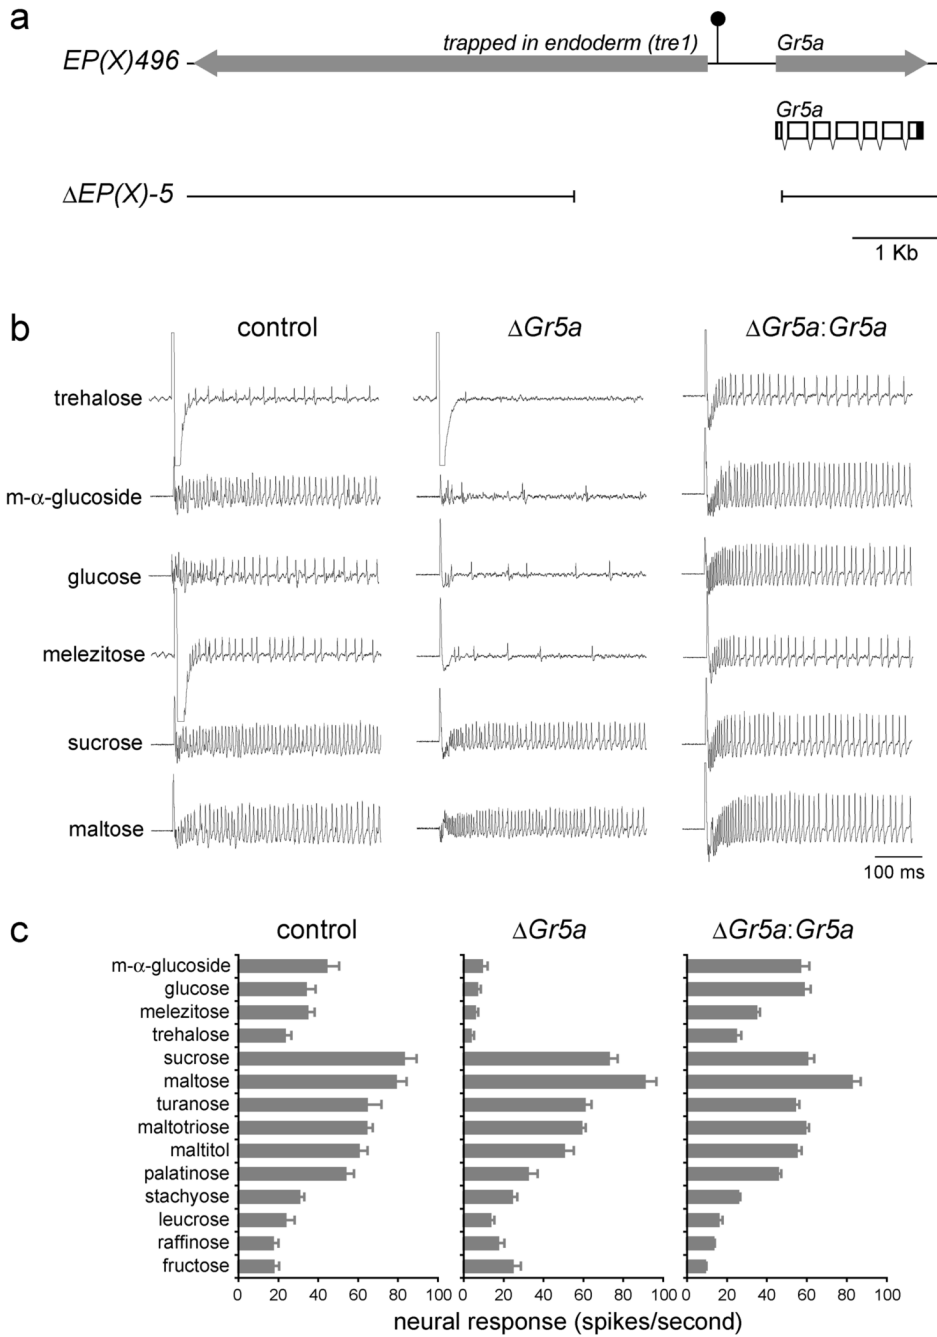 a
EP(X)496
trapped in endoderm (tre1)
Gr5a
Gr5a
ΔEP(X)-5
1 Kb
b
control
ΔGr5a
ΔGr5a:Gr5a
trehalose
m-α-glucoside
glucose
melezitose
sucrose
maltose
100 ms
c
control
ΔGr5a
ΔGr5a:Gr5a
m-α-glucoside
glucose
melezitose
trehalose
sucrose
maltose
turanose
maltotriose
maltitol
palatinose
stachyose
leucrose
raffinose
fructose
0 20 40 60 80 100
0 20 40 60 80 100
0 20 40 60 80 100
neural response (spikes/second)